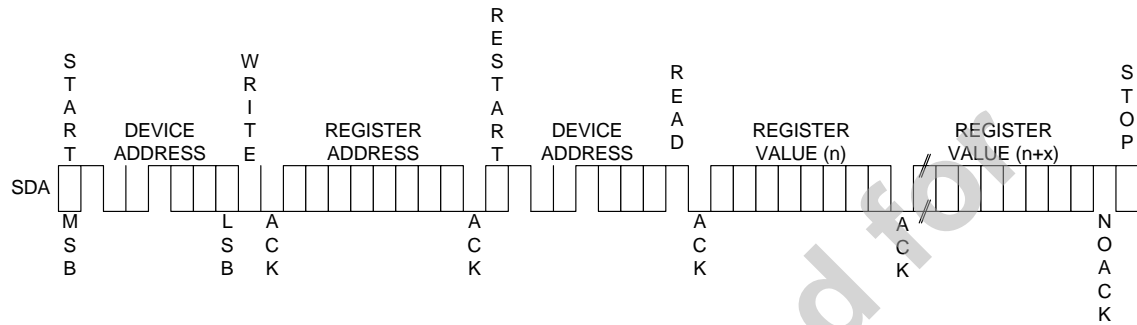 START
WRITE
RESTART
READ
STOP
DEVICE
ADDRESS
REGISTER
ADDRESS
DEVICE
ADDRESS
REGISTER
VALUE (n)
REGISTER
VALUE (n+x)
SDA
MSB
LSB
ACK
ACK
ACK
ACK
NOACK
d for